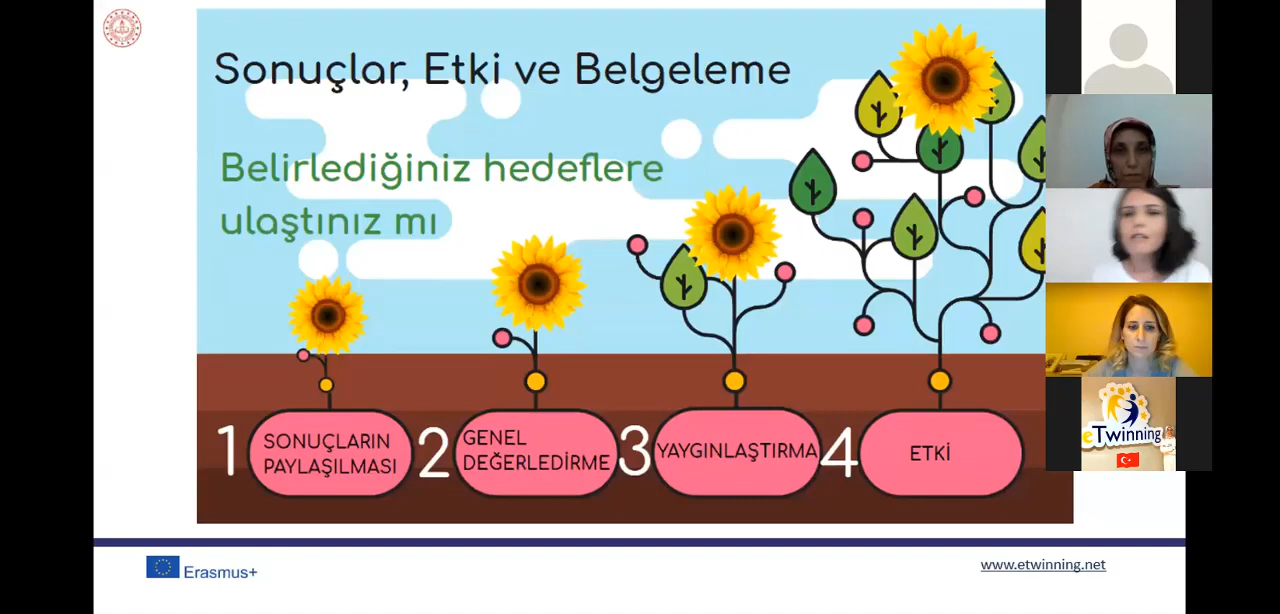 Sonuçlar, Etki ve Belgeleme
Belirlediğiniz hedeflere
ulaştınız mı
1 SONUÇLARIN
PAYLAŞILMASI
2 GENEL
DEĞERLEDİRME
3 YAYGINLAŞTIRMA
4 ETKİ
eTwinning
Erasmus+
www.etwinning.net